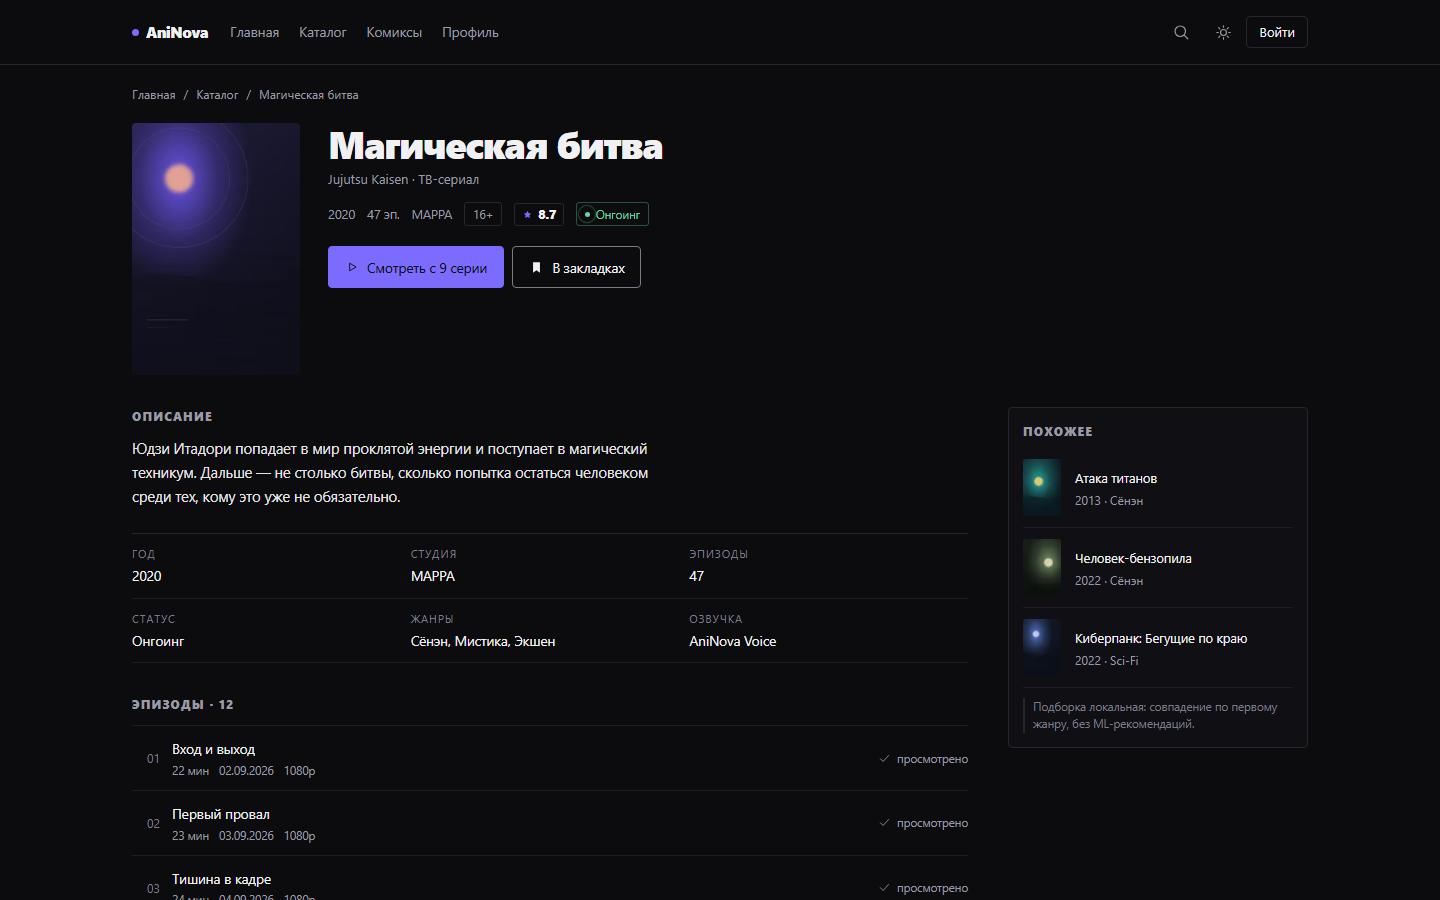 AniNova Главная Каталог Комиксы Профиль Войти
Главная / Каталог / Магическая битва
Магическая битва
Jujutsu Kaisen · ТВ-сериал
2020 47 эп. MAPPA 16+ ★ 8.7 Онгоинг
Смотреть с 9 серии В закладках
ОПИСАНИЕ
Юдзи Итадори попадает в мир проклятой энергии и поступает в магический
техникум. Дальше — не столько битвы, сколько попытка остаться человеком
среди тех, кому это уже не обязательно.
ГОД СТУДИЯ ЭПИЗОДЫ
2020 MAPPA 47
СТАТУС ЖАНРЫ ОЗВУЧКА
Онгоинг Сёнэн, Мистика, Экшен AniNova Voice
ЭПИЗОДЫ · 12
01 Вход и выход
22 мин 02.09.2026 1080p
просмотрено
02 Первый провал
23 мин 03.09.2026 1080p
просмотрено
03 Тишина в кадре
24 мин 04.09.2026 1080p
просмотрено
ПОХОЖЕЕ
Атака титанов
2013 · Сёнэн
Человек-бензопила
2022 · Сёнэн
Киберпанк: Бегущие по краю
2022 · Sci-Fi
Подборка локальная: совпадение по первому
жанру, без ML-рекомендаций.